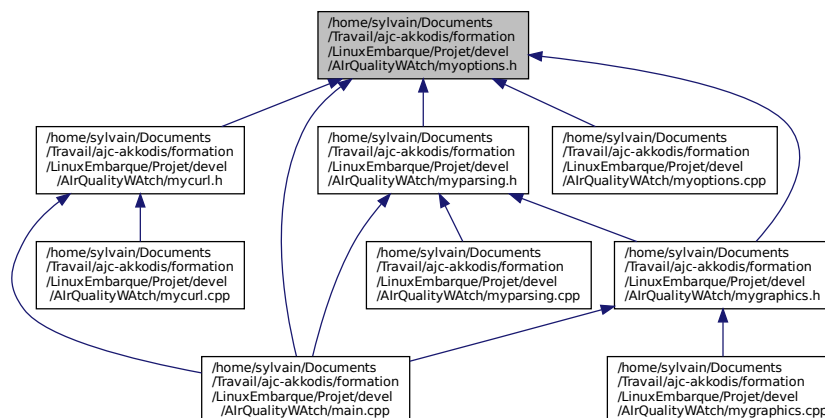 /home/sylvain/Documents
/Travail/ajc-akkodis/formation
/LinuxEmbarque/Projet/devel
/AIrQualityWAtch/myoptions.h
/home/sylvain/Documents
/Travail/ajc-akkodis/formation
/LinuxEmbarque/Projet/devel
/AIrQualityWAtch/mycurl.h
/home/sylvain/Documents
/Travail/ajc-akkodis/formation
/LinuxEmbarque/Projet/devel
/AIrQualityWAtch/myparsing.h
/home/sylvain/Documents
/Travail/ajc-akkodis/formation
/LinuxEmbarque/Projet/devel
/AIrQualityWAtch/myoptions.cpp
/home/sylvain/Documents
/Travail/ajc-akkodis/formation
/LinuxEmbarque/Projet/devel
/AIrQualityWAtch/mycurl.cpp
/home/sylvain/Documents
/Travail/ajc-akkodis/formation
/LinuxEmbarque/Projet/devel
/AIrQualityWAtch/myparsing.cpp
/home/sylvain/Documents
/Travail/ajc-akkodis/formation
/LinuxEmbarque/Projet/devel
/AIrQualityWAtch/mygraphics.h
/home/sylvain/Documents
/Travail/ajc-akkodis/formation
/LinuxEmbarque/Projet/devel
/AIrQualityWAtch/main.cpp
/home/sylvain/Documents
/Travail/ajc-akkodis/formation
/LinuxEmbarque/Projet/devel
/AIrQualityWAtch/mygraphics.cpp